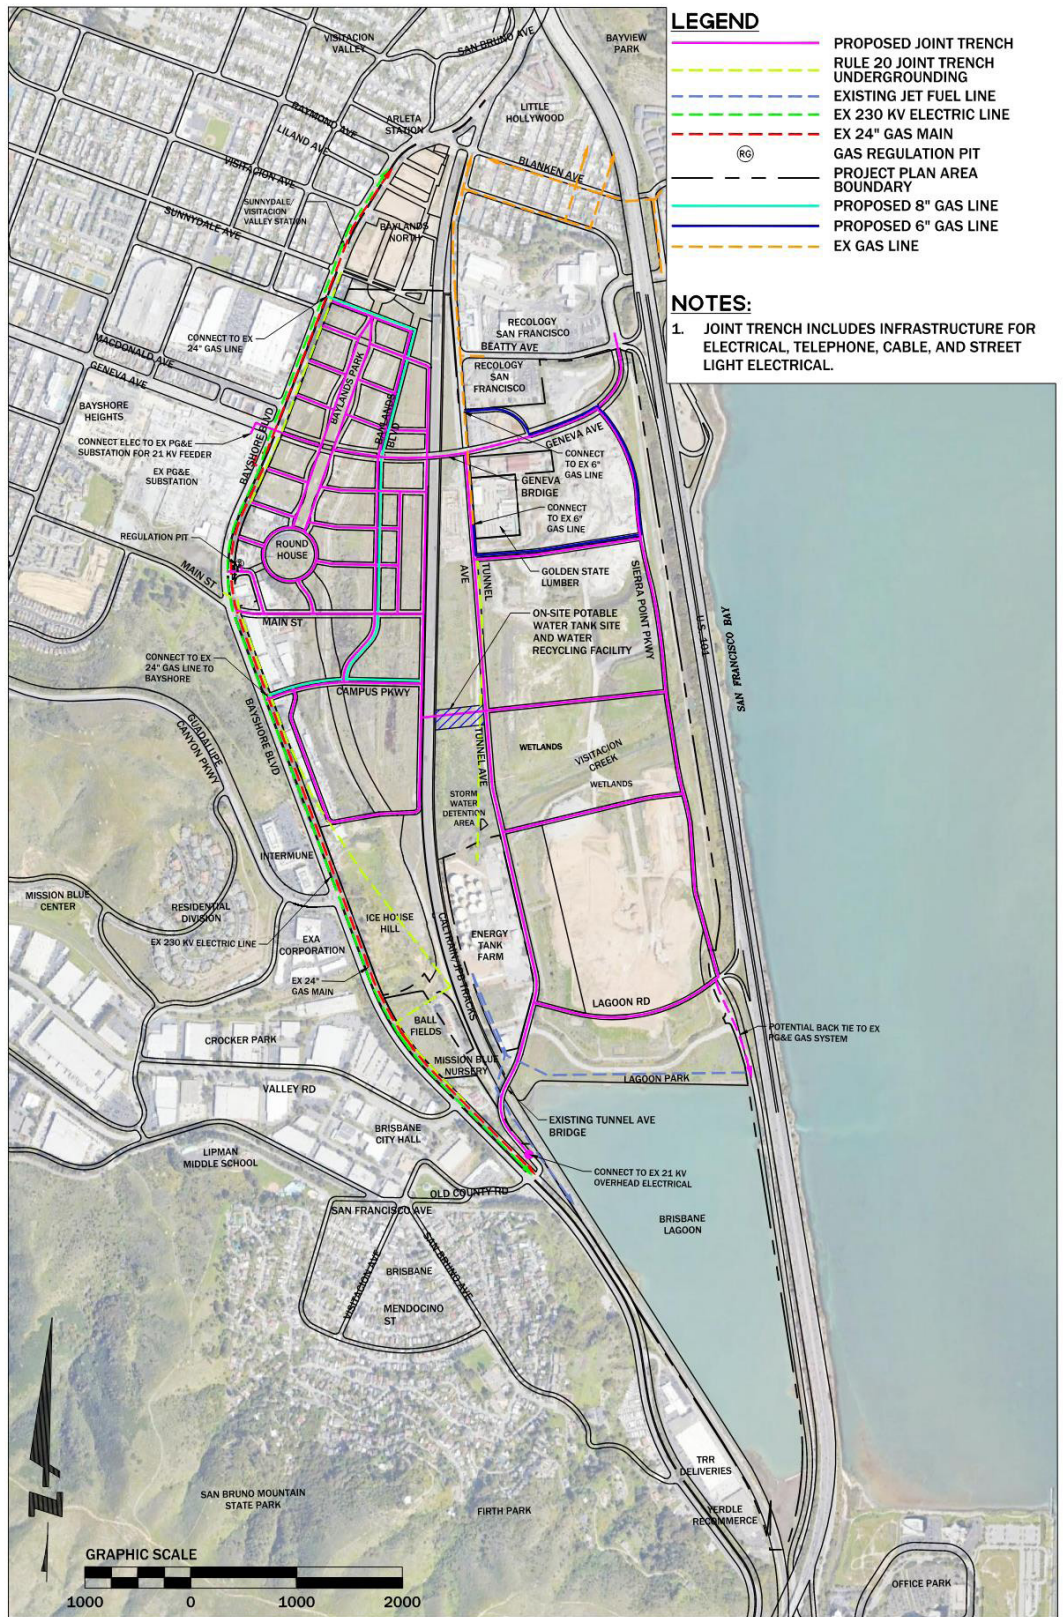 LEGEND
PROPOSED JOINT TRENCH
RULE 20 JOINT TRENCH
UNDERGROUNDING
EXISTING JET FUEL LINE
EX 230 KV ELECTRIC LINE
EX 24" GAS MAIN
RG
GAS REGULATION PIT
PROJECT PLAN AREA
BOUNDARY
PROPOSED 8" GAS LINE
PROPOSED 6" GAS LINE
EX GAS LINE
NOTES:
1. JOINT TRENCH INCLUDES INFRASTRUCTURE FOR
ELECTRICAL, TELEPHONE, CABLE, AND STREET
LIGHT ELECTRICAL.
VISITACION
VALLEY
SAN BRUNO AVE
BAYVIEW
PARK
RAYMOND AVE
ARLETA
STATION
LITTLE
HOLLYWOOD
LILAND AVE
VISITACION AVE
BLANKEN AVE
SUNNYDALE/
VISITACION
VALLEY STATION
SUNNYDALE AVE
BAYLANDS
NORTH
CONNECT TO EX
24" GAS LINE
RECOLOGY
SAN FRANCISCO
BEATTY AVE
MACDONALD AVE
GENEVA AVE
RECOLOGY
SAN
FRANCISCO
BAYLANDS PARK
BAYLANDS
BLVD
BAYSHORE
HEIGHTS
BAYSHORE BLVD
CONNECT ELEC TO EX PG&E
SUBSTATION FOR 21 KV FEEDER
EX PG&E
SUBSTATION
GENEVA AVE
CONNECT
TO EX 6"
GAS LINE
GENEVA
BRDIGE
CONNECT
TO EX 6"
GAS LINE
REGULATION PIT
ROUND
HOUSE
MAIN ST
GOLDEN STATE
LUMBER
TUNNEL
AVE
SIERRA POINT PKWY
U.S. 101
SAN FRANCISCO BAY
MAIN ST
ON-SITE POTABLE
WATER TANK SITE
AND WATER
RECYCLING FACILITY
CONNECT TO EX
24" GAS LINE TO
BAYSHORE
CAMPUS PKWY
GUADALUPE
CANYON PKWY
BAYSHORE BLVD
TUNNEL AVE
WETLANDS
VISITACION
CREEK
WETLANDS
STORM
WATER
DETENTION
AREA
INTERMUNE
MISSION BLUE
CENTER
RESIDENTIAL
DIVISION
ICE HOUSE
HILL
EX 230 KV ELECTRIC LINE
EXA
CORPORATION
CALTRAIN/JPB TRACKS
ENERGY
TANK
FARM
EX 24"
GAS MAIN
LAGOON RD
BALL
FIELDS
POTENTIAL BACK TIE TO EX
PG&E GAS SYSTEM
CROCKER PARK
MISSION BLUE
NURSERY
LAGOON PARK
VALLEY RD
EXISTING TUNNEL AVE
BRIDGE
BRISBANE
CITY HALL
LIPMAN
MIDDLE SCHOOL
CONNECT TO EX 21 KV
OVERHEAD ELECTRICAL
OLD COUNTY RD
SAN FRANCISCO AVE
BRISBANE
LAGOON
VISITACION AVE
SAN BRUNO AVE
BRISBANE
MENDOCINO
ST
TRR
DELIVERIES
SAN BRUNO MOUNTAIN
STATE PARK
FIRTH PARK
YERDLE
RECOMMERCE
GRAPHIC SCALE
1000 0 1000 2000
OFFICE PARK